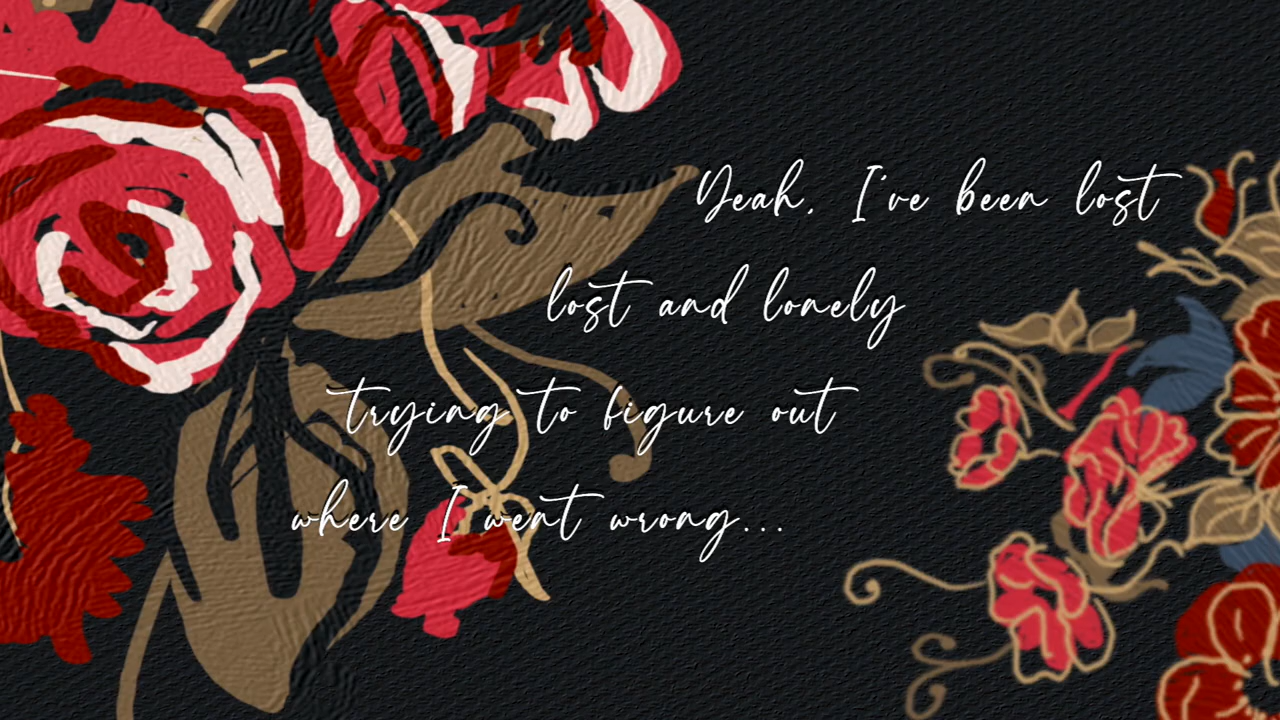 Yeah, I've been lost
lost and lonely
trying to figure out
where I went wrong...